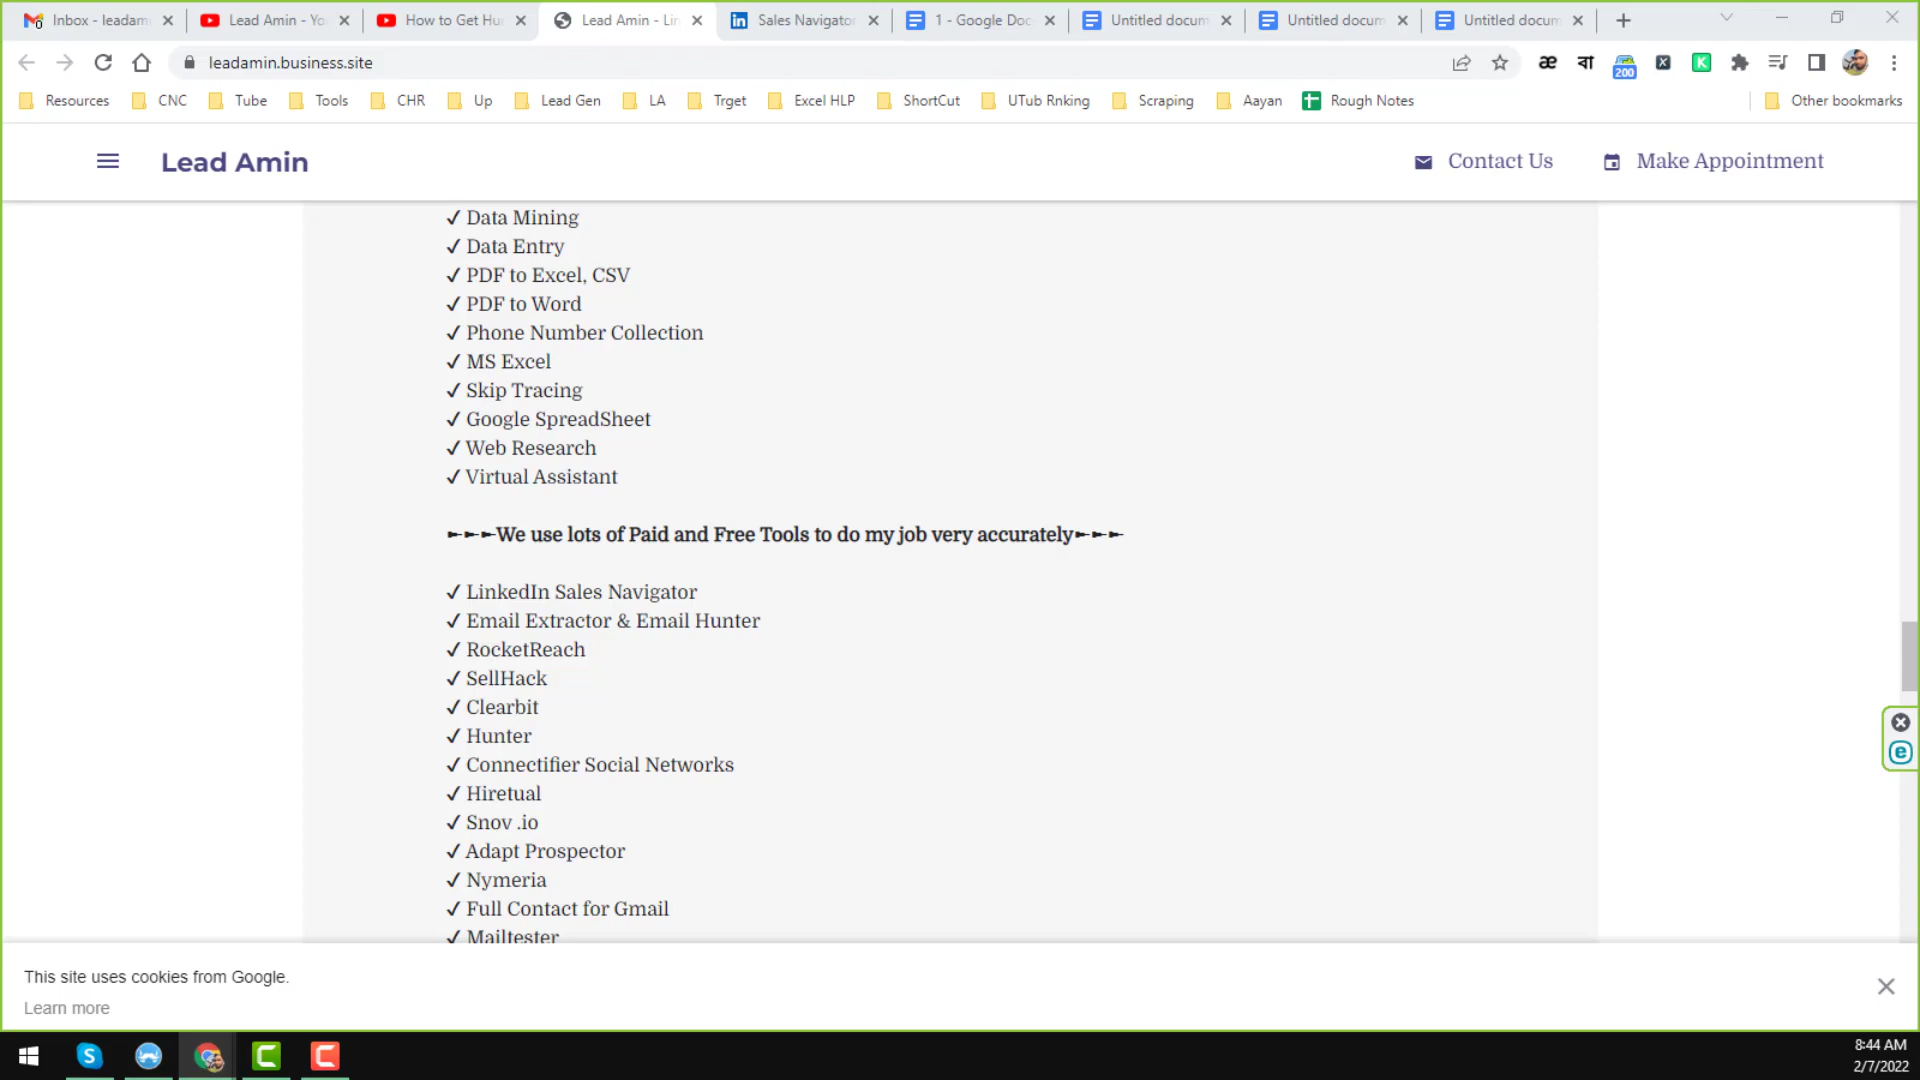 Inbox - leadam
Lead Amin - Yo
How to Get Hu
Lead Amin - Lin
Sales Navigator
1 - Google Doc
Untitled docum
Untitled docum
Untitled docum
leadamin.business.site
æ
বা
200
X
K
Resources
CNC
Tube
Tools
CHR
Up
Lead Gen
LA
Trget
Excel HLP
ShortCut
UTub Rnking
Scraping
Aayan
Rough Notes
Other bookmarks
Lead Amin
Contact Us
Make Appointment
✓ Data Mining
✓ Data Entry
✓ PDF to Excel, CSV
✓ PDF to Word
✓ Phone Number Collection
✓ MS Excel
✓ Skip Tracing
✓ Google SpreadSheet
✓ Web Research
✓ Virtual Assistant
➼➼➼We use lots of Paid and Free Tools to do my job very accurately➼➼➼
✓ LinkedIn Sales Navigator
✓ Email Extractor & Email Hunter
✓ RocketReach
✓ SellHack
✓ Clearbit
✓ Hunter
✓ Connectifier Social Networks
✓ Hiretual
✓ Snov .io
✓ Adapt Prospector
✓ Nymeria
✓ Full Contact for Gmail
✓ Mailtester
This site uses cookies from Google.
Learn more
8:44 AM
2/7/2022